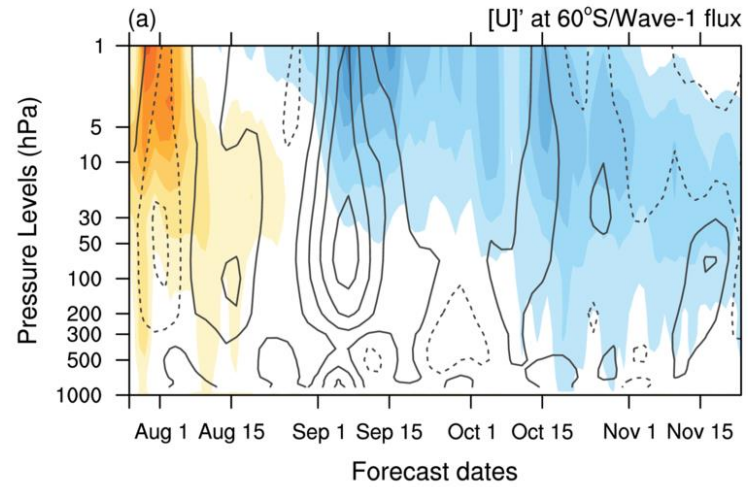 (a) [U]' at 60°S/Wave-1 flux
Pressure Levels (hPa)
1
5
10
30
50
100
200
300
500
1000
Aug 1 Aug 15 Sep 1 Sep 15 Oct 1 Oct 15 Nov 1 Nov 15
Forecast dates